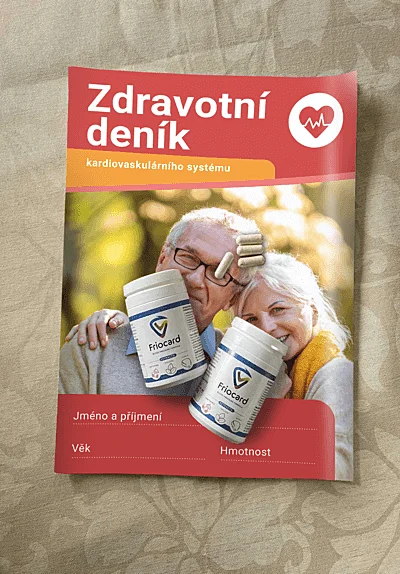 Zdravotní
deník
kardiovaskulárního systému
Friocard
Friocard
Jméno a příjmení
Věk
Hmotnost